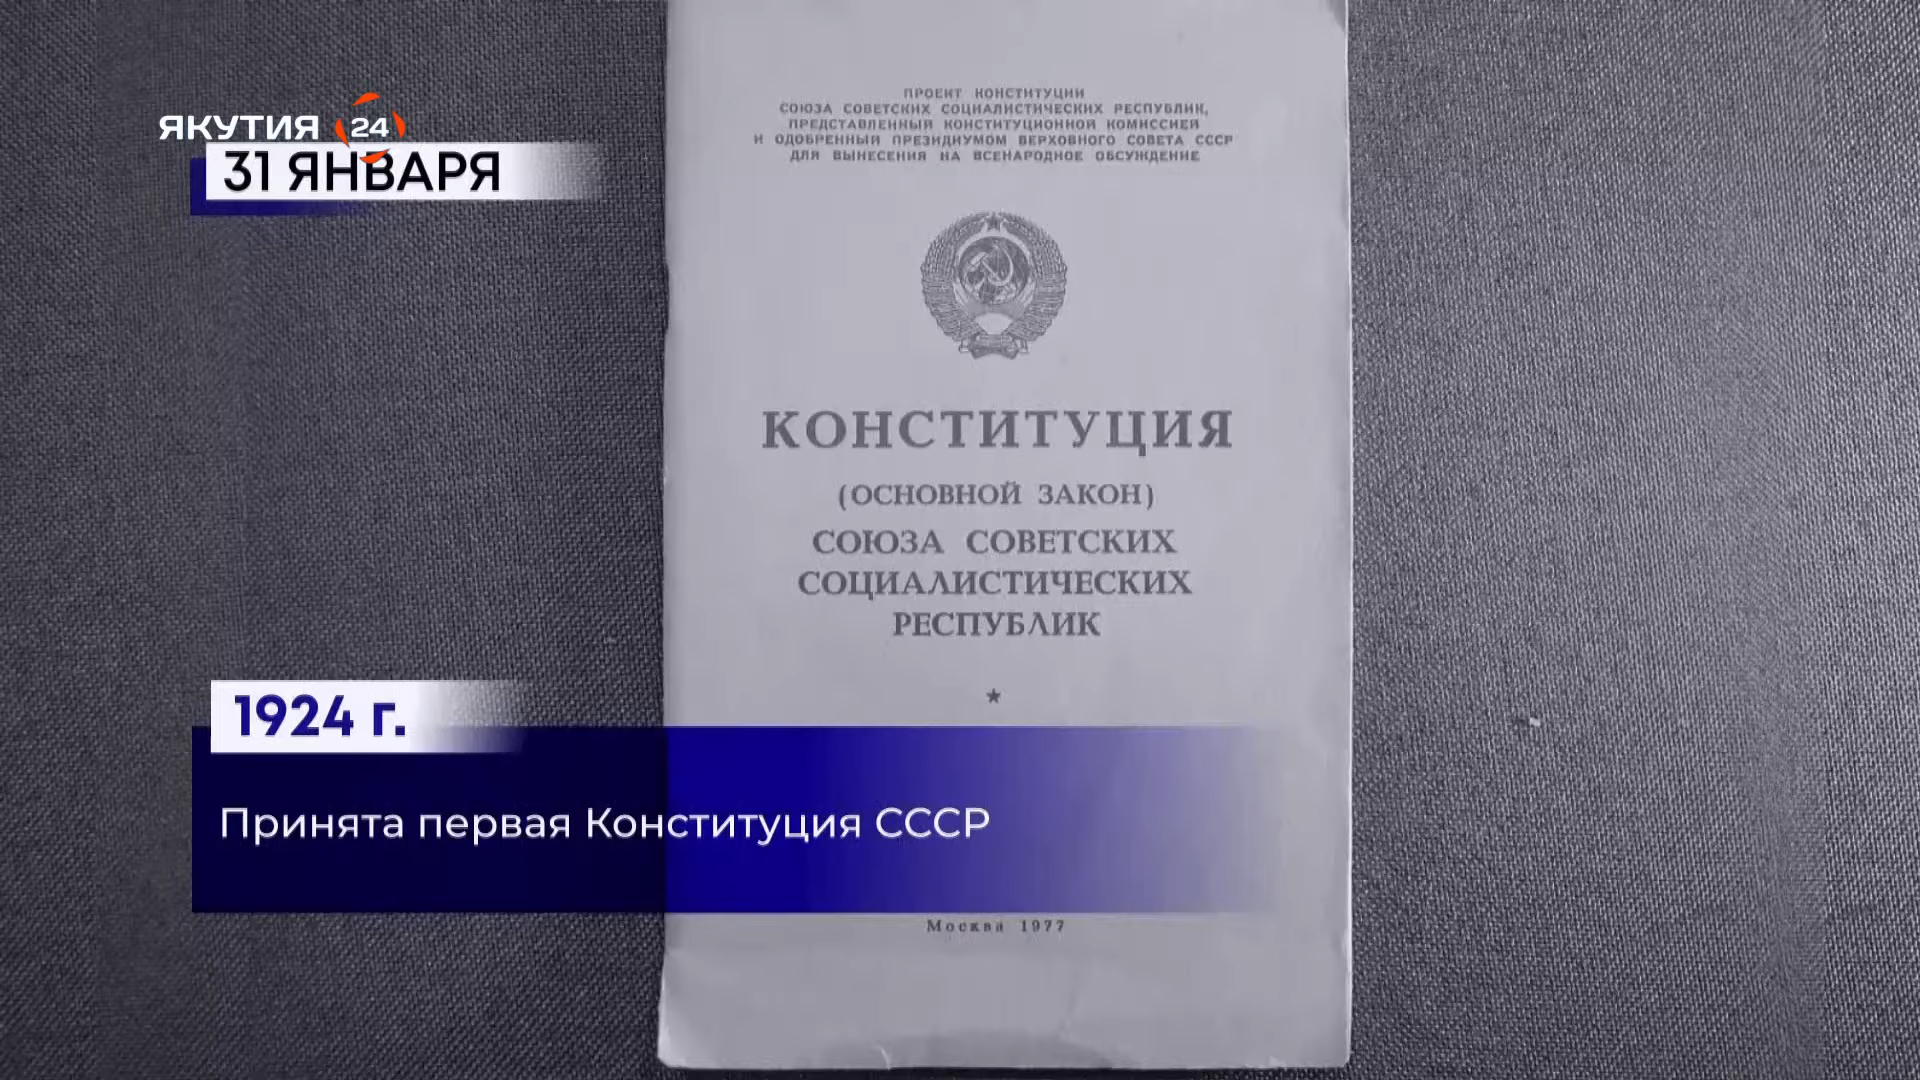 ЯКУТИЯ 24
31 ЯНВАРЯ
ПРОЕКТ КОНСТИТУЦИИ
СОЮЗА СОВЕТСКИХ СОЦИАЛИСТИЧЕСКИХ РЕСПУБЛИК,
ПРЕДСТАВЛЕННЫЙ КОНСТИТУЦИОННОЙ КОМИССИЕЙ
И ОДОБРЕННЫЙ ПРЕЗИДИУМОМ ВЕРХОВНОГО СОВЕТА СССР
ДЛЯ ВЫНЕСЕНИЯ НА ВСЕНАРОДНОЕ ОБСУЖДЕНИЕ
КОНСТИТУЦИЯ
(ОСНОВНОЙ ЗАКОН)
СОЮЗА СОВЕТСКИХ
СОЦИАЛИСТИЧЕСКИХ
РЕСПУБЛИК
1924 г.
Принята первая Конституция СССР
Москва 1977